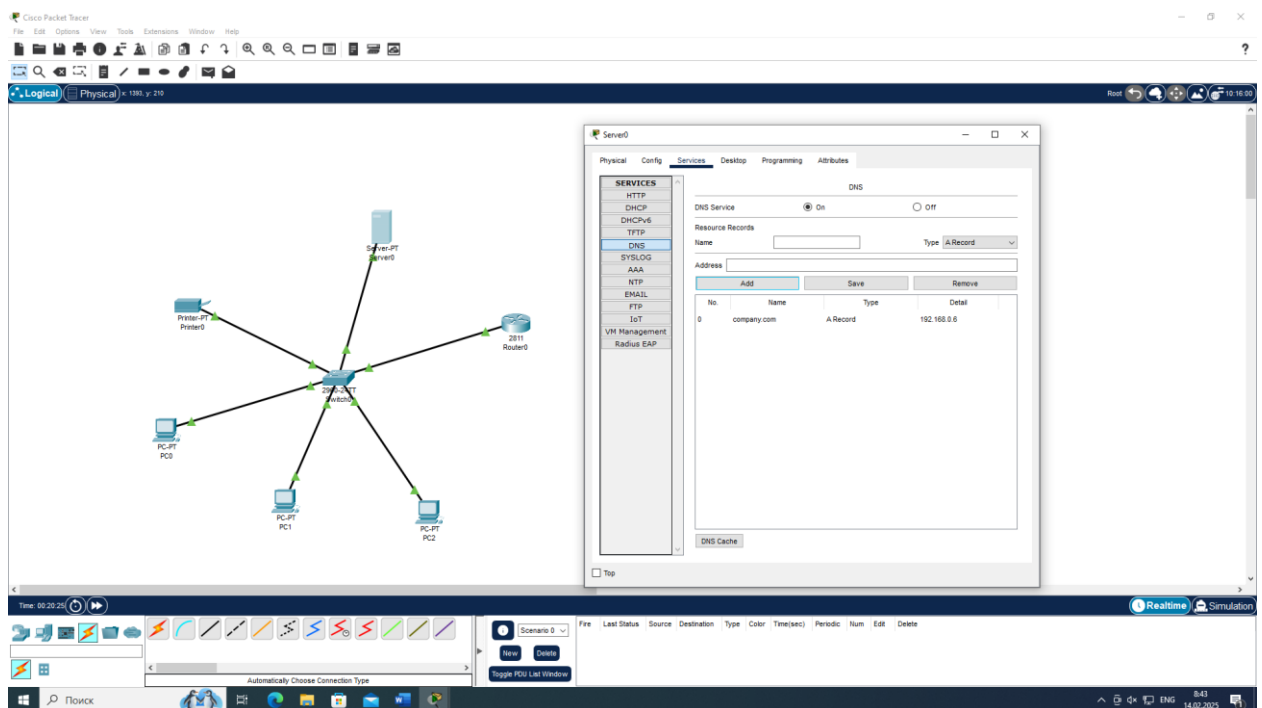 Cisco Packet Tracer
File Edit Options View Tools Extensions Window Help
?
Logical Physical x: 1393, y: 210 Root 10:16:00
Server0
Physical Config Services Desktop Programming Attributes
SERVICES
HTTP
DHCP
DHCPv6
TFTP
DNS
SYSLOG
AAA
NTP
EMAIL
FTP
IoT
VM Management
Radius EAP
DNS
DNS Service On Off
Resource Records
Name Type A Record
Address
Add Save Remove
No. Name Type Detail
0 company.com A Record 192.168.0.6
DNS Cache
Top
Server-PT
Server0
Printer-PT
Printer0
2811
Router0
2960-24TT
Switch0
PC-PT
PC0
PC-PT
PC1
PC-PT
PC2
Time: 00:20:25 Realtime Simulation
Scenario 0
New Delete
Toggle PDU List Window
Fire Last Status Source Destination Type Color Time(sec) Periodic Num Edit Delete
Automatically Choose Connection Type
Поиск
ENG
8:43
14.02.2025